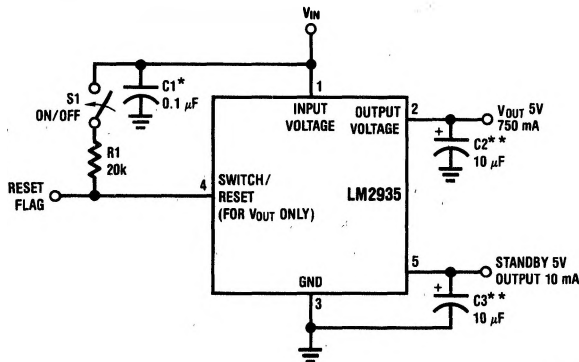 VIN
S1
ON/OFF
C1*
0.1 µF
1
INPUT
VOLTAGE
OUTPUT
VOLTAGE
2
VOUT 5V
750 mA
C2**
+
10 µF
R1
20k
RESET
FLAG
4
SWITCH/
RESET
(FOR VOUT ONLY)
LM2935
5
STANDBY 5V
OUTPUT 10 mA
GND
3
+
C3**
10 µF